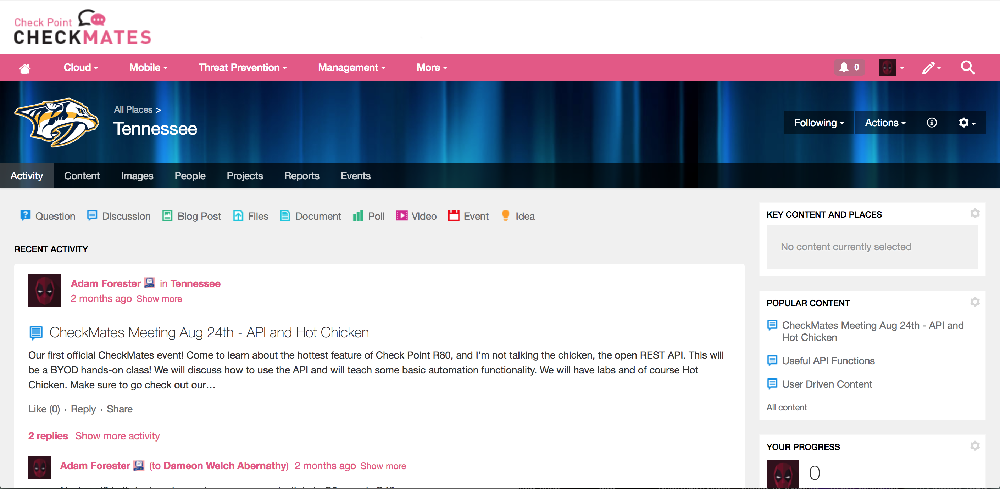 Check Point
CHECKMATES
Cloud
Mobile
Threat Prevention
Management
More
0
All Places >
Tennessee
Following
Actions
Activity
Content
Images
People
Projects
Reports
Events
Question
Discussion
Blog Post
Files
Document
Poll
Video
Event
Idea
RECENT ACTIVITY
Adam Forester in Tennessee
2 months ago Show more
CheckMates Meeting Aug 24th - API and Hot Chicken
Our first official CheckMates event! Come to learn about the hottest feature of Check Point R80, and I'm not talking the chicken, the open REST API. This will
be a BYOD hands-on class! We will discuss how to use the API and will teach some basic automation functionality. We will have labs and of course Hot
Chicken. Make sure to go check out our…
Like (0) · Reply · Share
2 replies Show more activity
Adam Forester (to Dameon Welch Abernathy) 2 months ago Show more
KEY CONTENT AND PLACES
No content currently selected
POPULAR CONTENT
CheckMates Meeting Aug 24th - API and
Hot Chicken
Useful API Functions
User Driven Content
All content
YOUR PROGRESS
0